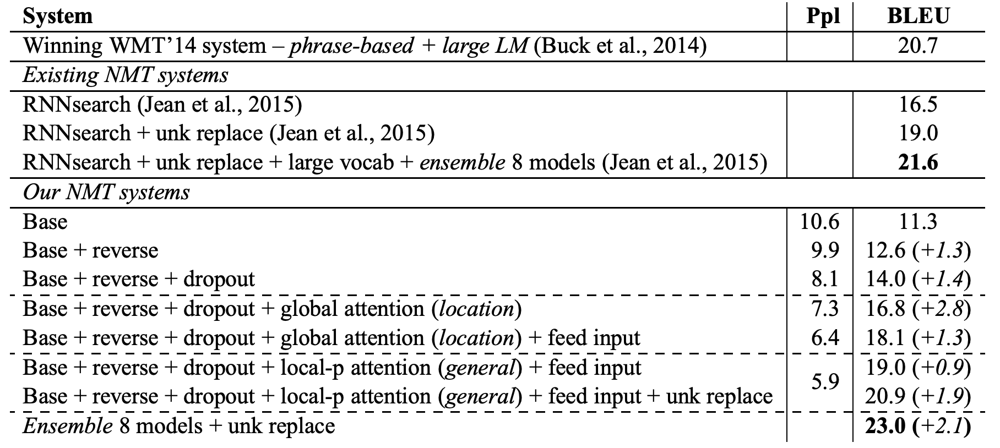 System Ppl BLEU
Winning WMT’14 system – phrase-based + large LM (Buck et al., 2014) 20.7
Existing NMT systems
RNNsearch (Jean et al., 2015) 16.5
RNNsearch + unk replace (Jean et al., 2015) 19.0
RNNsearch + unk replace + large vocab + ensemble 8 models (Jean et al., 2015) 21.6
Our NMT systems
Base 10.6 11.3
Base + reverse 9.9 12.6 (+1.3)
Base + reverse + dropout 8.1 14.0 (+1.4)
Base + reverse + dropout + global attention (location) 7.3 16.8 (+2.8)
Base + reverse + dropout + global attention (location) + feed input 6.4 18.1 (+1.3)
Base + reverse + dropout + local-p attention (general) + feed input 5.9 19.0 (+0.9)
Base + reverse + dropout + local-p attention (general) + feed input + unk replace 20.9 (+1.9)
Ensemble 8 models + unk replace 23.0 (+2.1)